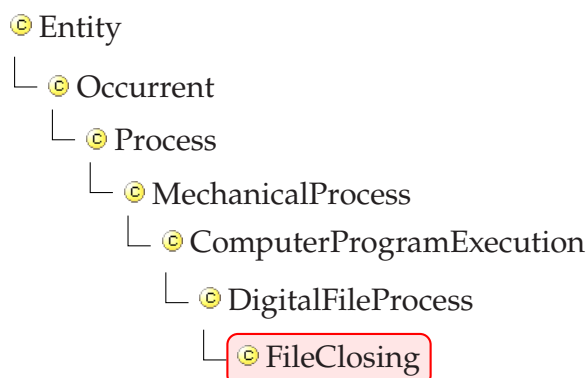 Entity
Occurrent
Process
MechanicalProcess
ComputerProgramExecution
DigitalFileProcess
FileClosing